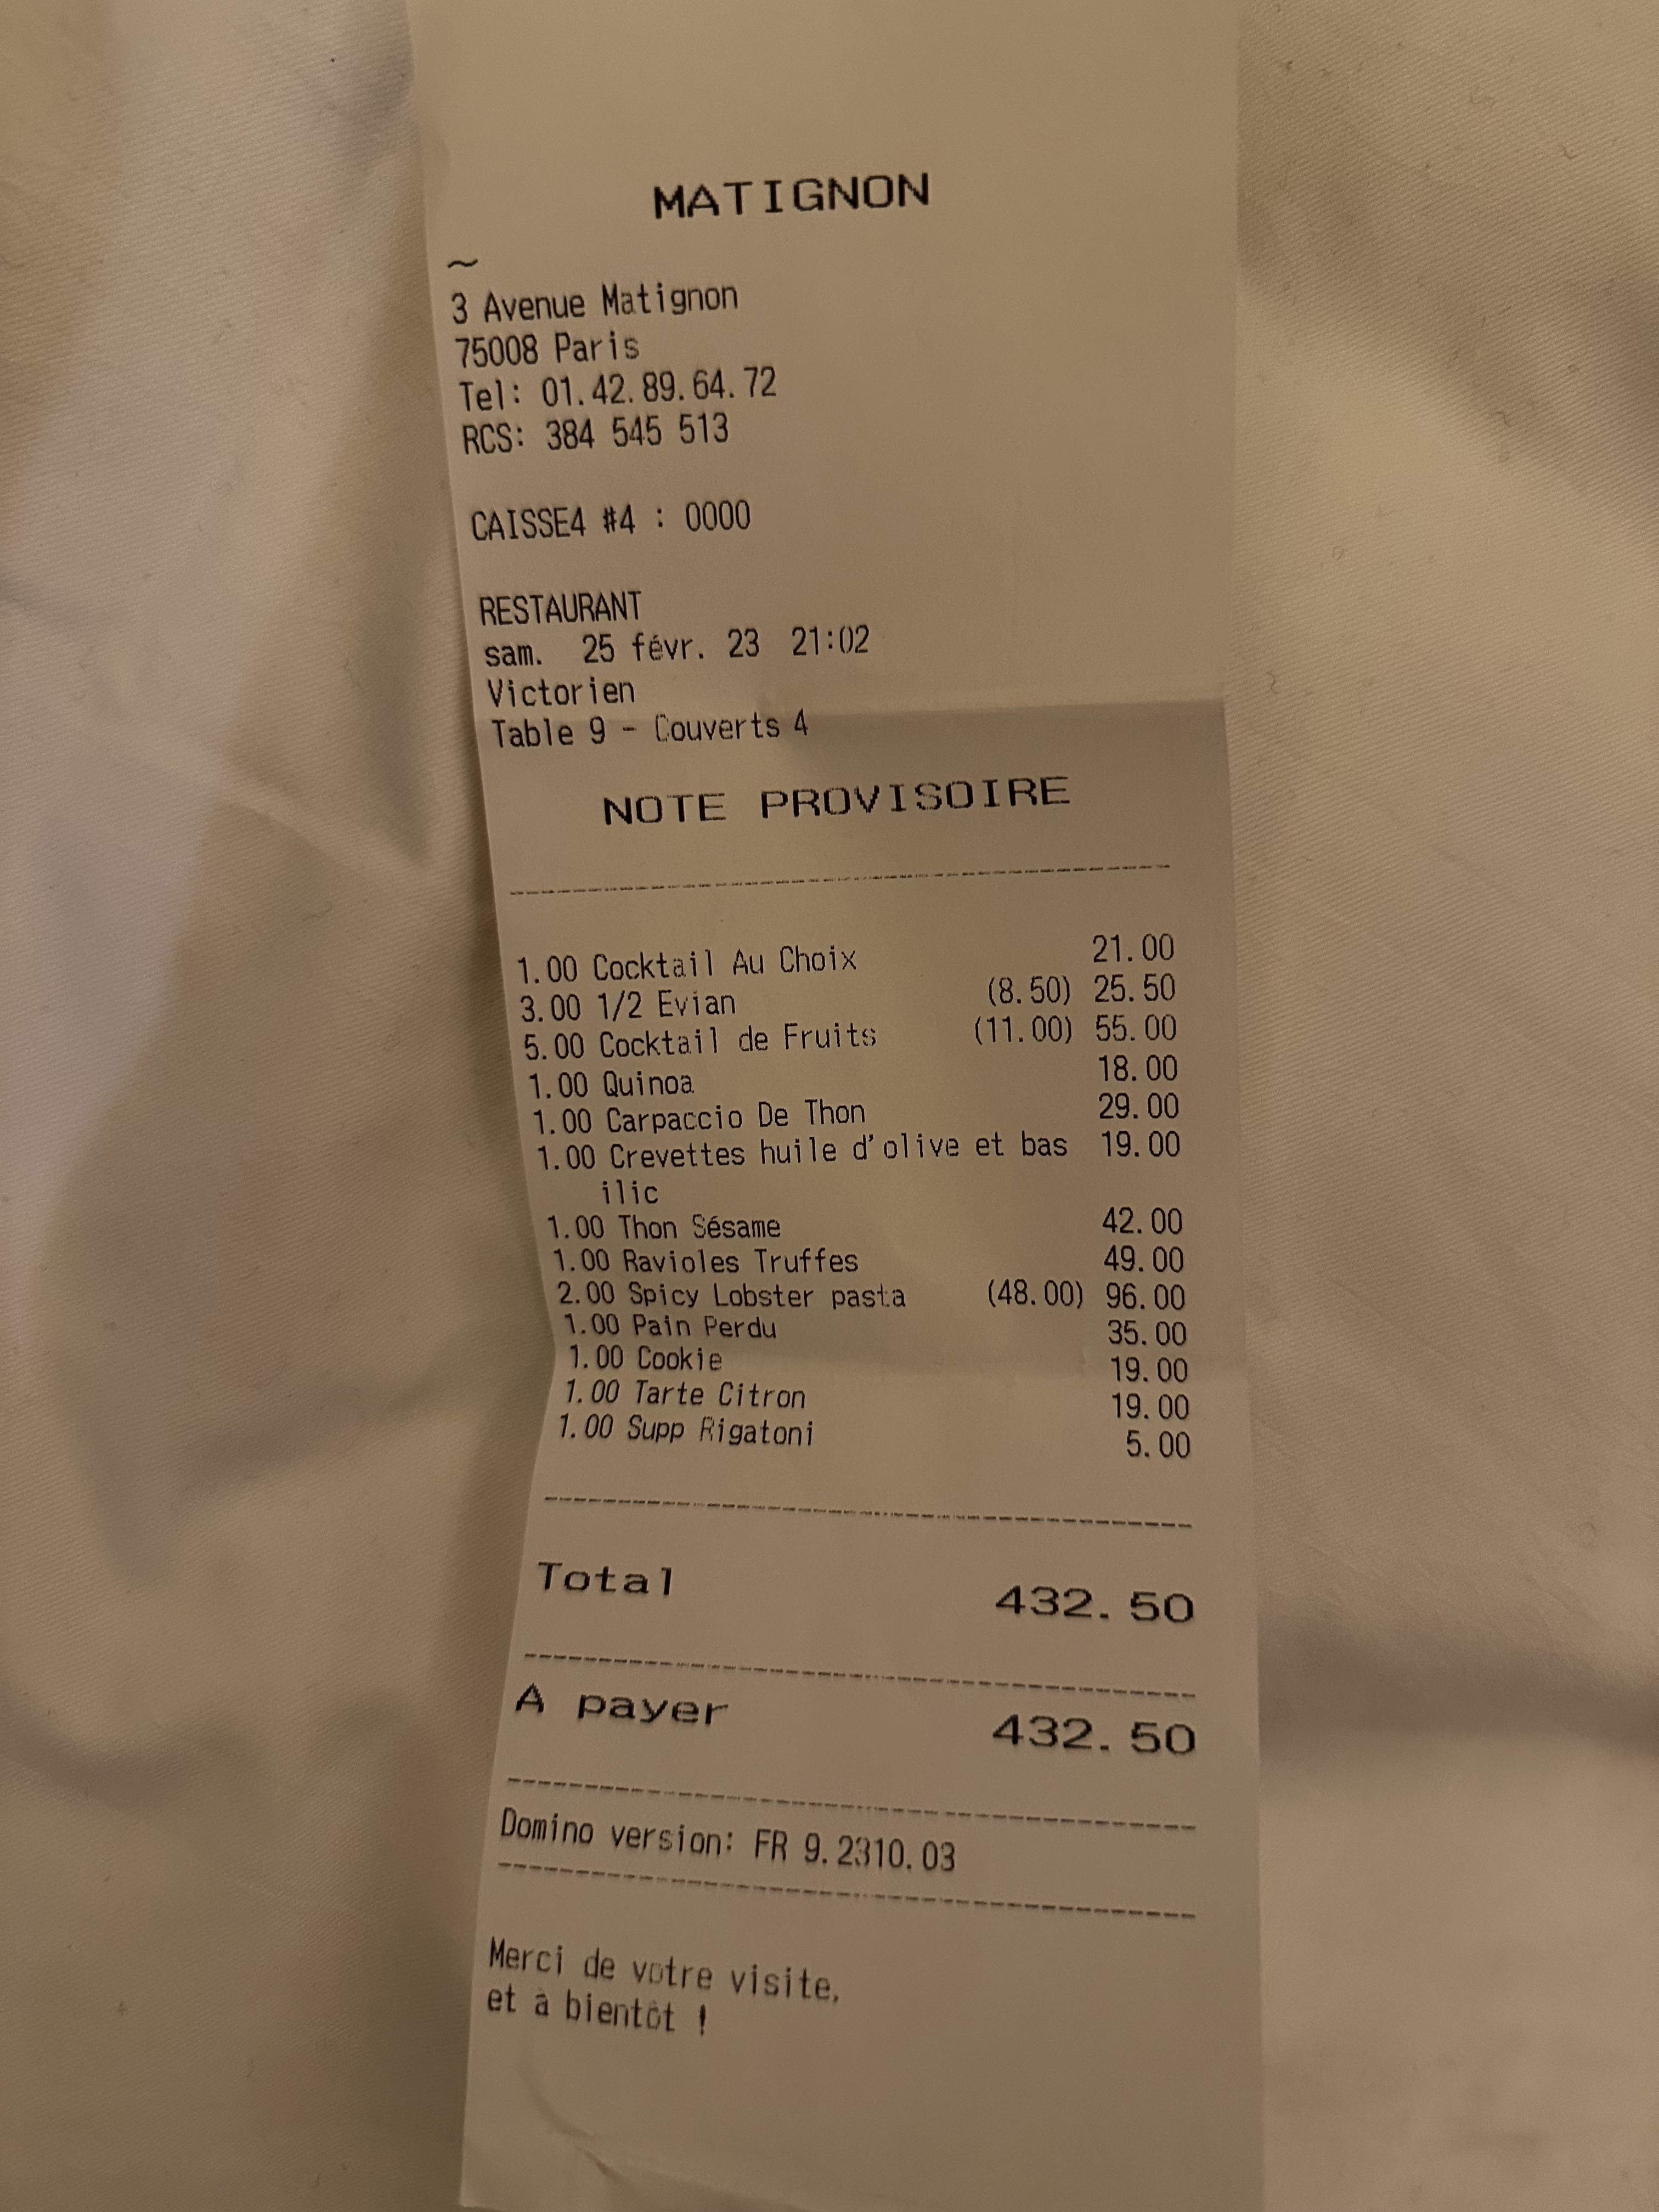 MATIGNON
~
3 Avenue Matignon
75008 Paris
Tel: 01.42.89.64.72
RCS: 384 545 513
CAISSE4 #4 : 0000
RESTAURANT
sam. 25 févr. 23 21:02
Victorien
Table 9 - Couverts 4
NOTE PROVISOIRE
1.00 Cocktail Au Choix 21.00
3.00 1/2 Evian (8.50) 25.50
5.00 Cocktail de Fruits (11.00) 55.00
1.00 Quinoa 18.00
1.00 Carpaccio De Thon 29.00
1.00 Crevettes huile d'olive et bas 19.00
ilic
1.00 Thon Sésame 42.00
1.00 Ravioles Truffes 49.00
2.00 Spicy Lobster pasta (48.00) 96.00
1.00 Pain Perdu 35.00
1.00 Cookie 19.00
1.00 Tarte Citron 19.00
1.00 Supp Rigatoni 5.00
Total 432.50
A payer 432.50
Domino version: FR 9.2310.03
Merci de votre visite,
et à bientôt !